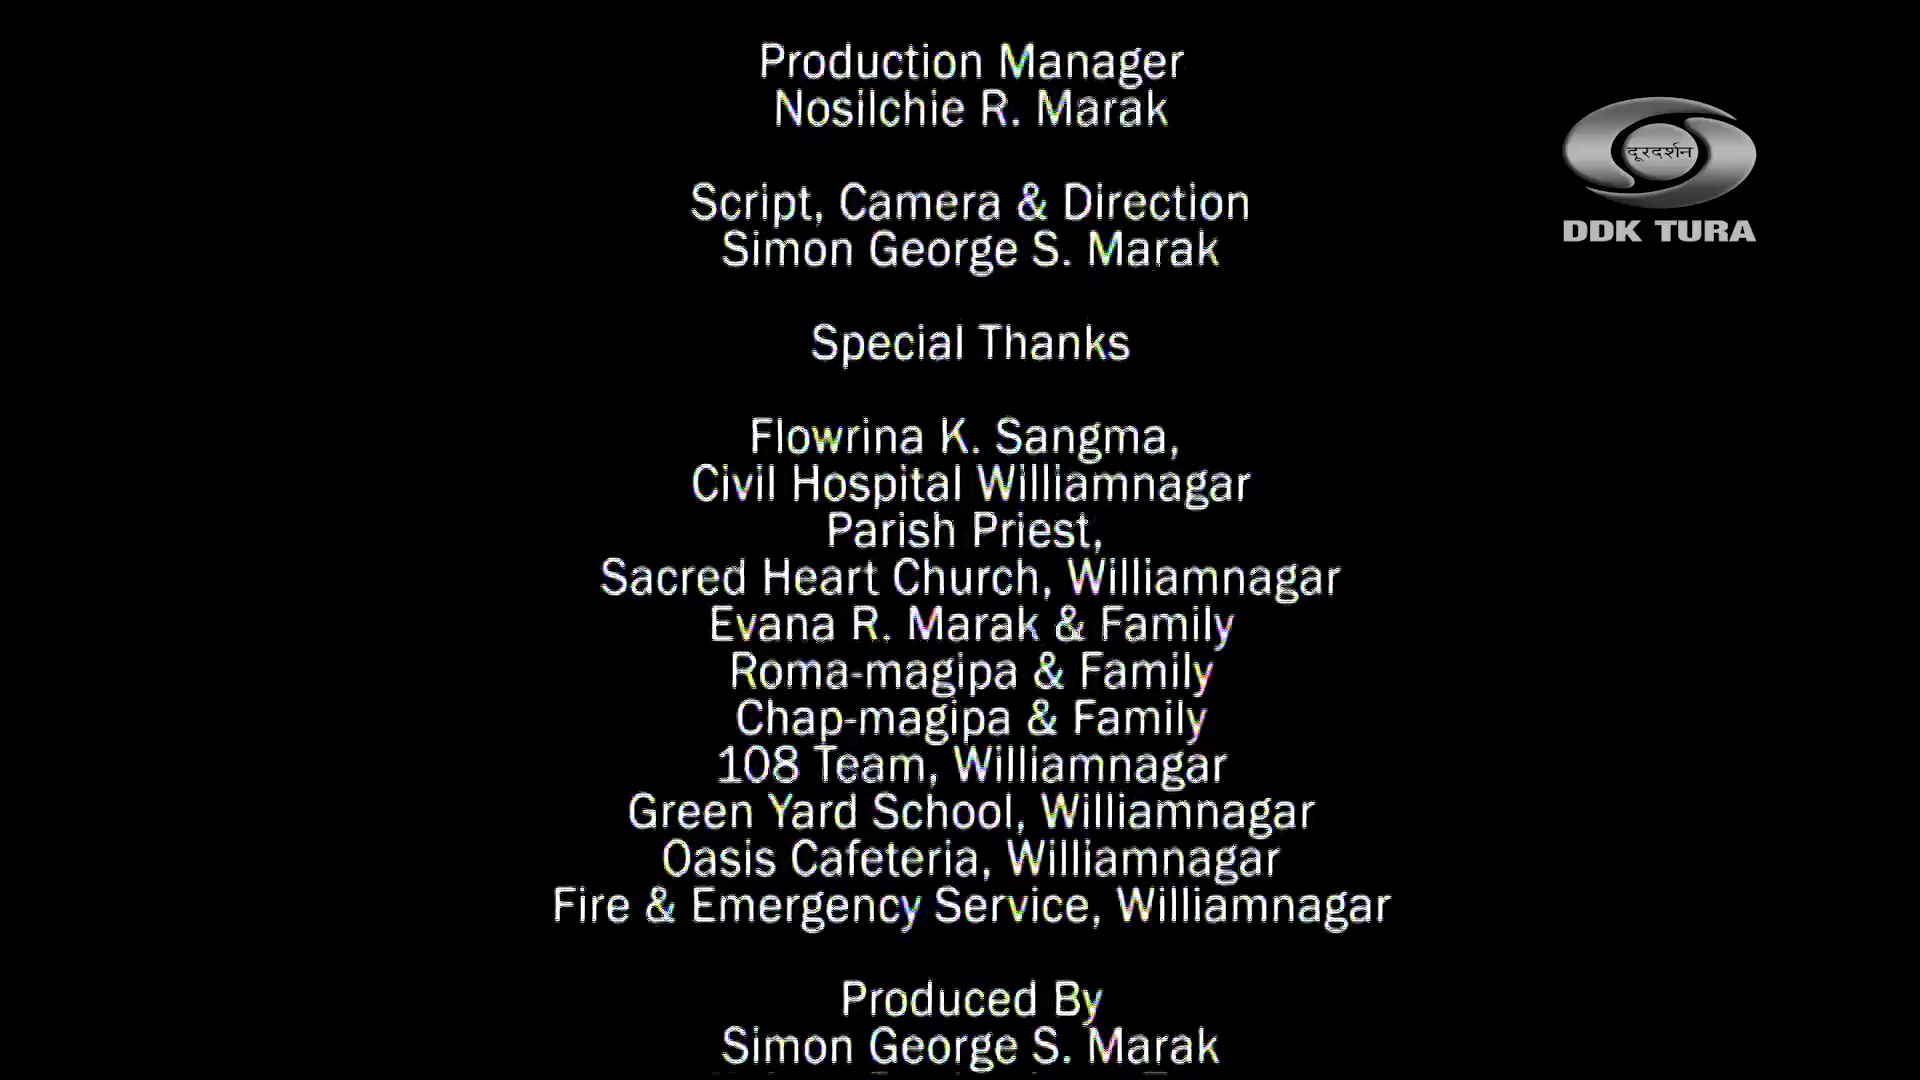 Production Manager
Nosilchie R. Marak
Script, Camera & Direction
Simon George S. Marak
Special Thanks
Flowrina K. Sangma,
Civil Hospital Williamnagar
Parish Priest,
Sacred Heart Church, Williamnagar
Evana R. Marak & Family
Roma-magipa & Family
Chap-magipa & Family
108 Team, Williamnagar
Green Yard School, Williamnagar
Oasis Cafeteria, Williamnagar
Fire & Emergency Service, Williamnagar
Produced By
Simon George S. Marak
दूरदर्शन
DDK TURA